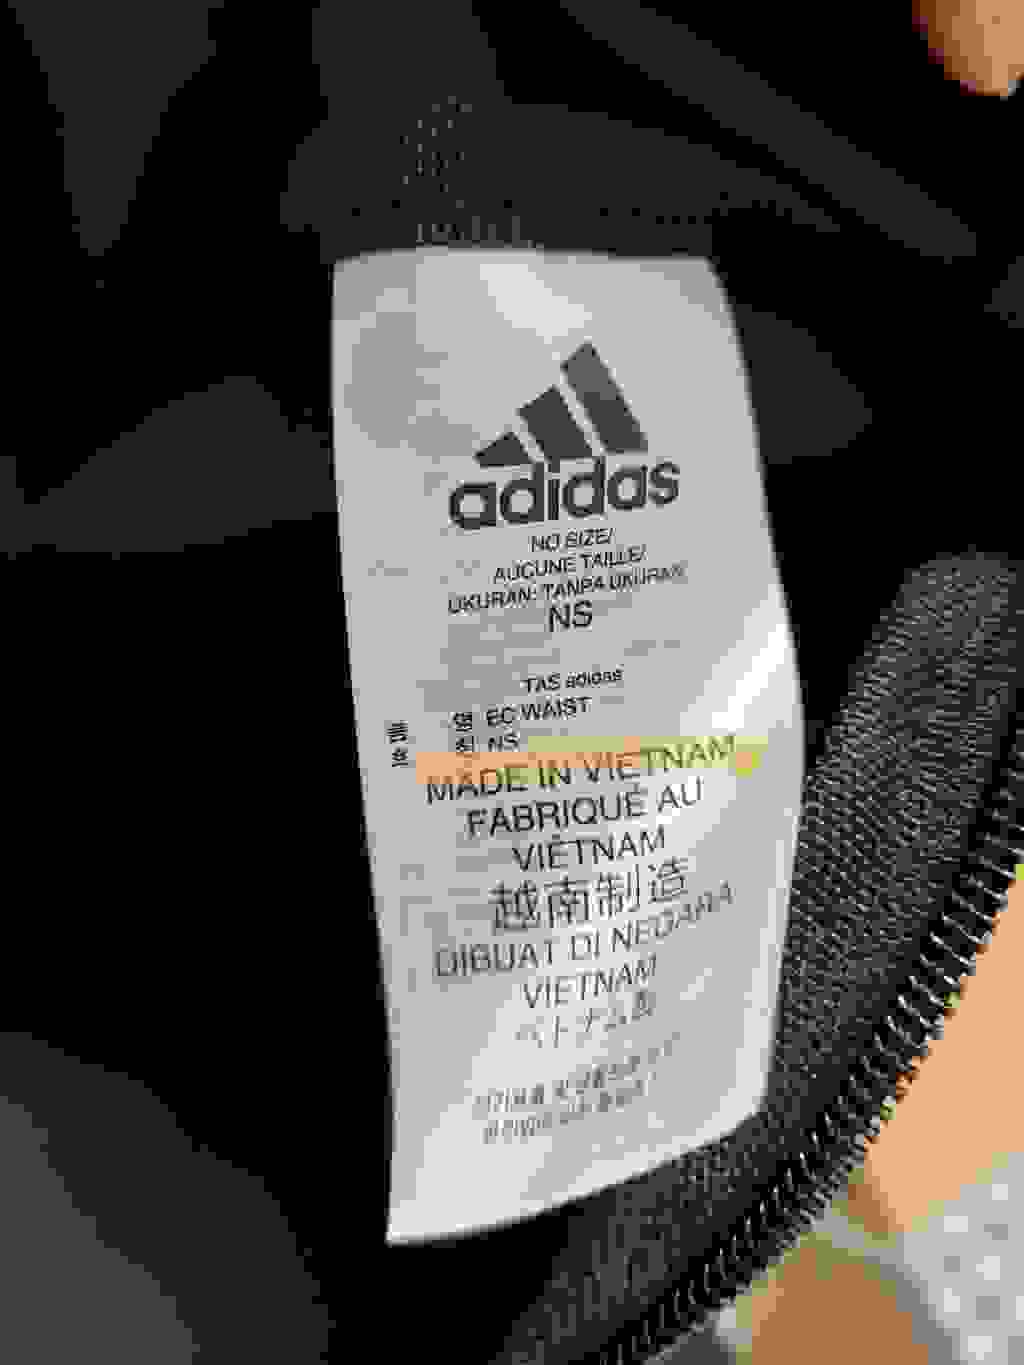 adidas
NO SIZE/
AUCUNE TAILLE/
UKURAN: TANPA UKURAN
NS
TAS adidas
EC WAIST
NS
MADE IN VIETNAM
FABRIQUÉ AU
VIÊTNAM
越南制造
DIBUAT DI NEGARA
VIETNAM
ベトナム製